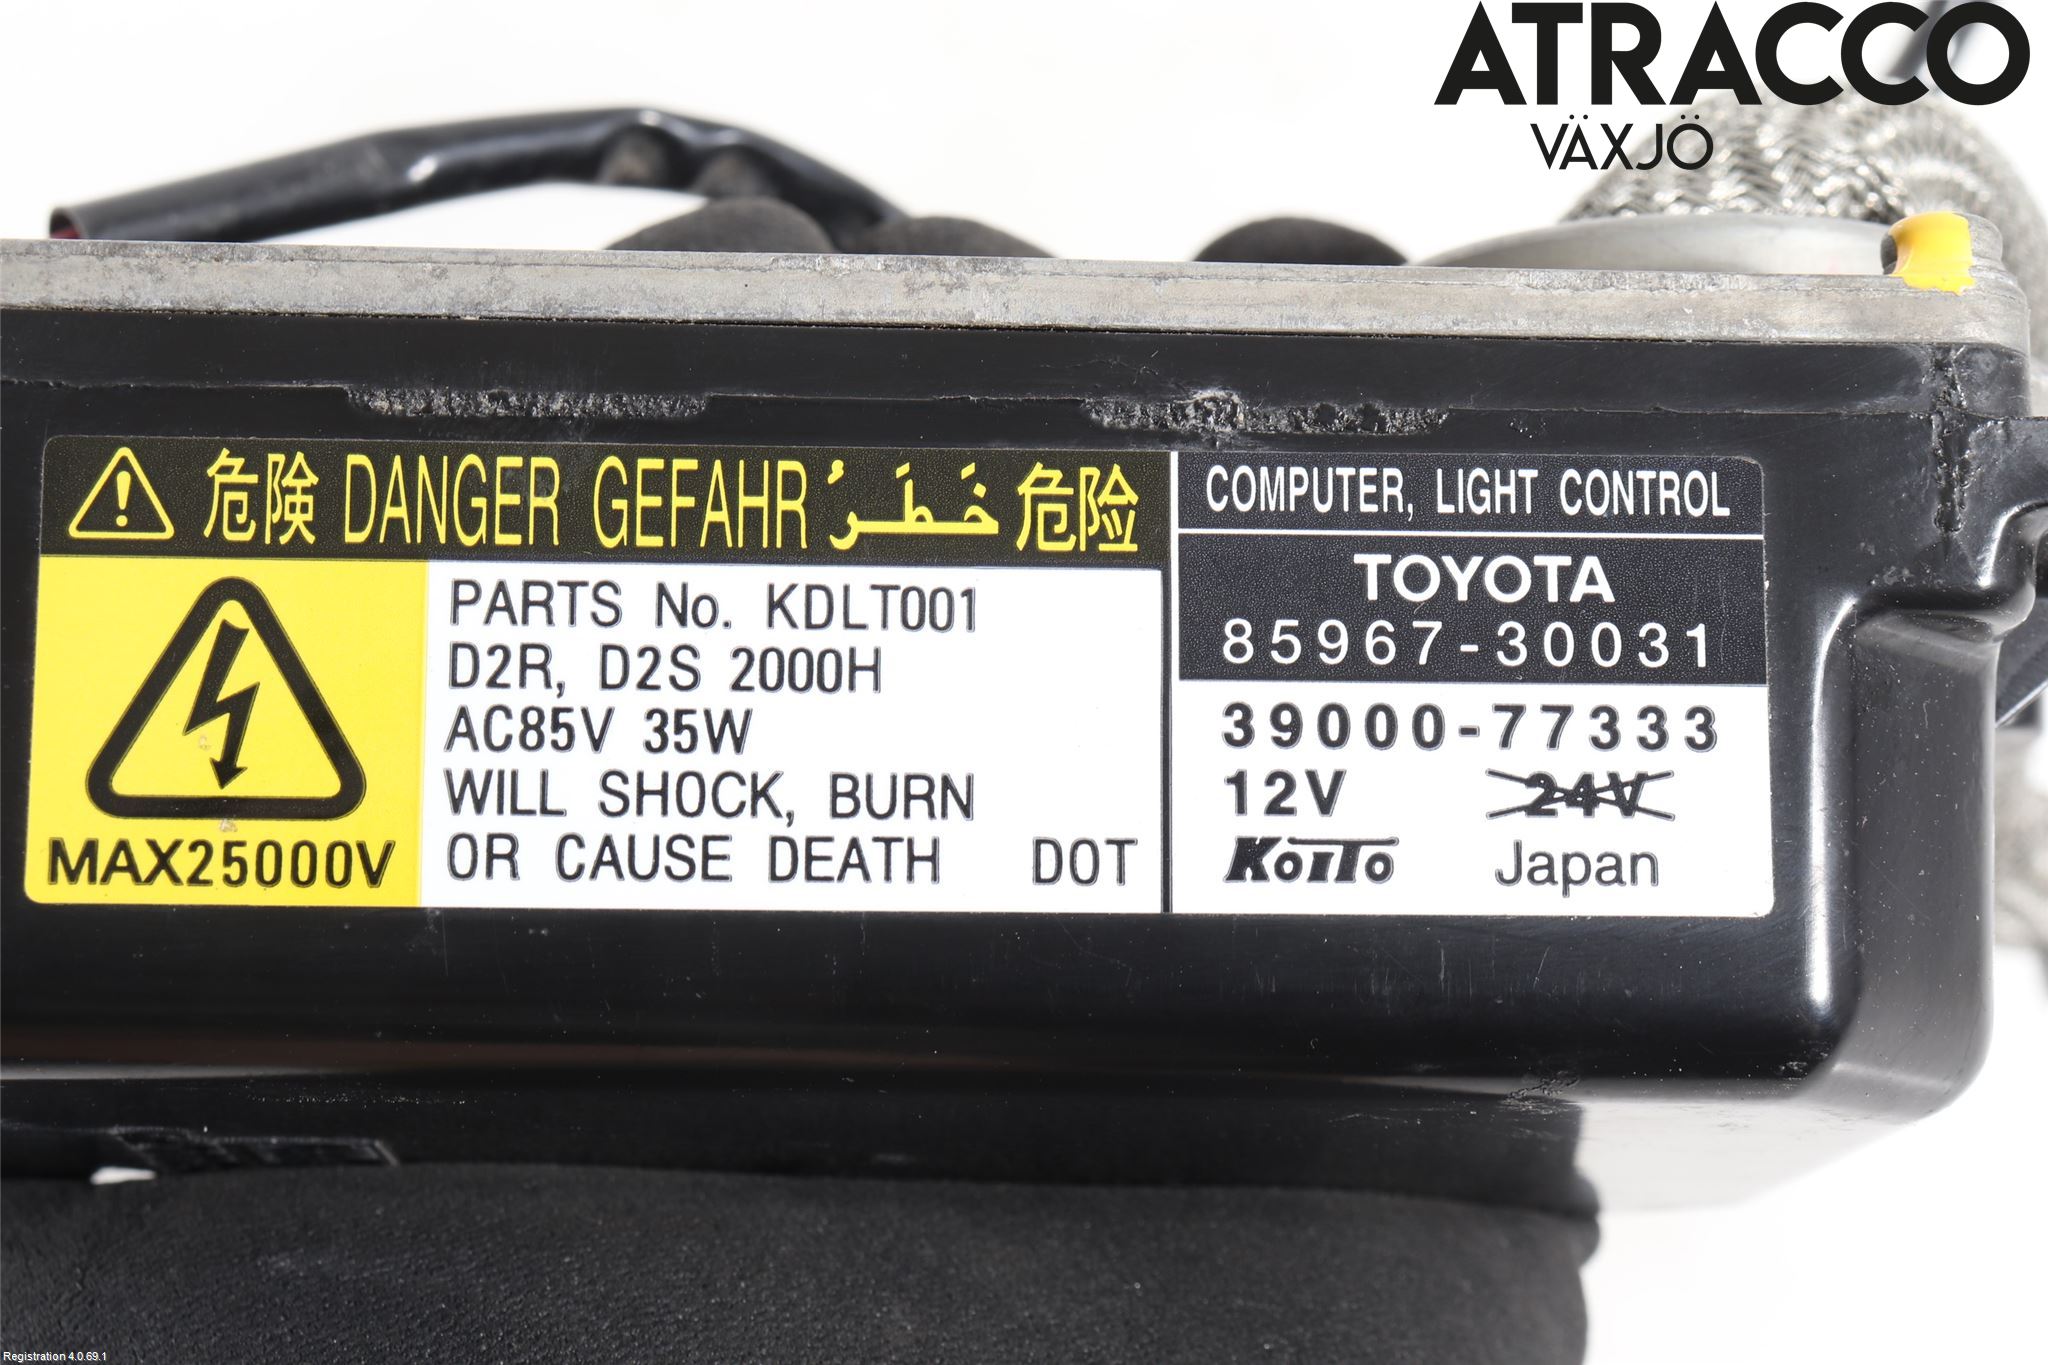 ATRACCO
VÄXJÖ
危険 DANGER GEFAHR خَطَرُ 危险
MAX25000V
PARTS No. KDLT001
D2R, D2S 2000H
AC85V 35W
WILL SHOCK, BURN
OR CAUSE DEATH DOT
COMPUTER, LIGHT CONTROL
TOYOTA
85967-30031
39000-77333
12V 24V
KOITO Japan
Registration 4.0.69.1